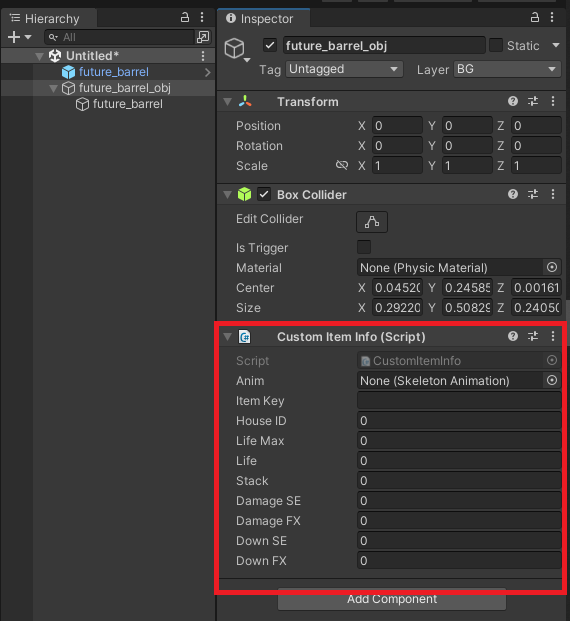 Hierarchy
All
Untitled*
future_barrel
future_barrel_obj
future_barrel
Inspector
future_barrel_obj
Static
Tag Untagged Layer BG
Transform
Position X 0 Y 0 Z 0
Rotation X 0 Y 0 Z 0
Scale X 1 Y 1 Z 1
Box Collider
Edit Collider
Is Trigger
Material None (Physic Material)
Center X 0.04520 Y 0.24585 Z 0.00161
Size X 0.29220 Y 0.50829 Z 0.24050
Custom Item Info (Script)
Script CustomItemInfo
Anim None (Skeleton Animation)
Item Key
House ID 0
Life Max 0
Life 0
Stack 0
Damage SE 0
Damage FX 0
Down SE 0
Down FX 0
Add Component